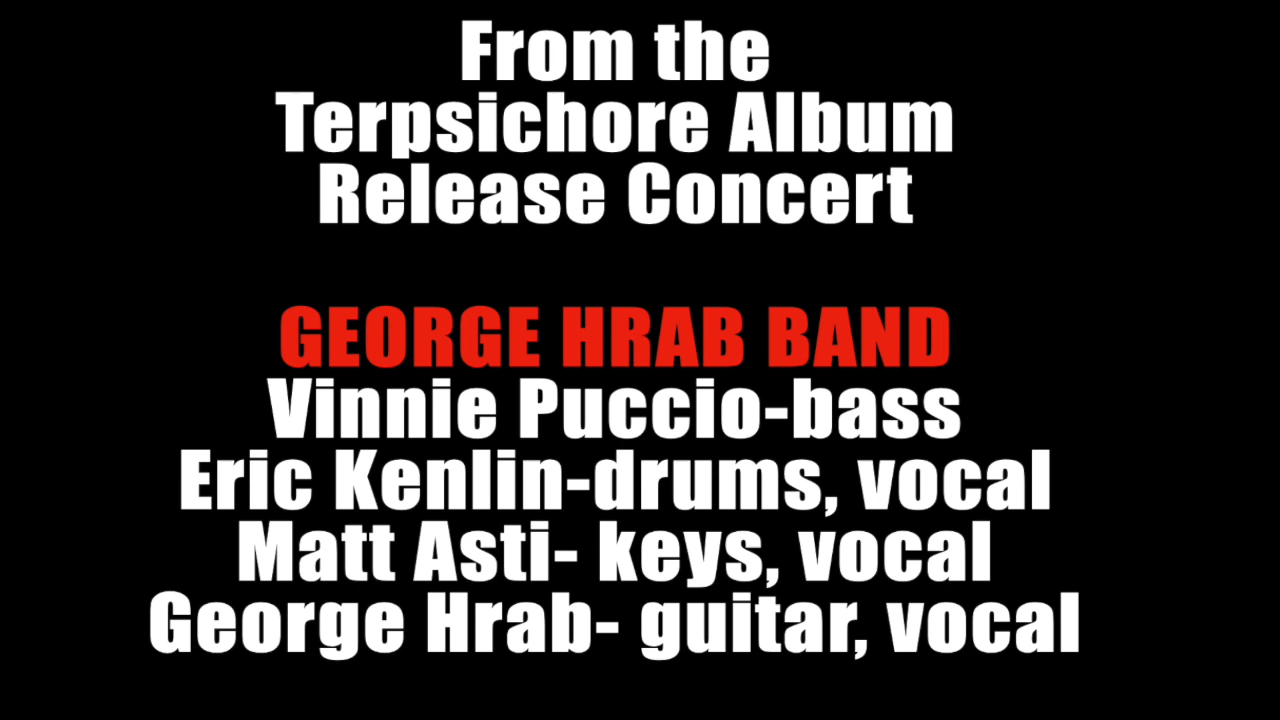 From the
Terpsichore Album
Release Concert
GEORGE HRAB BAND
Vinnie Puccio-bass
Eric Kenlin-drums, vocal
Matt Asti- keys, vocal
George Hrab- guitar, vocal